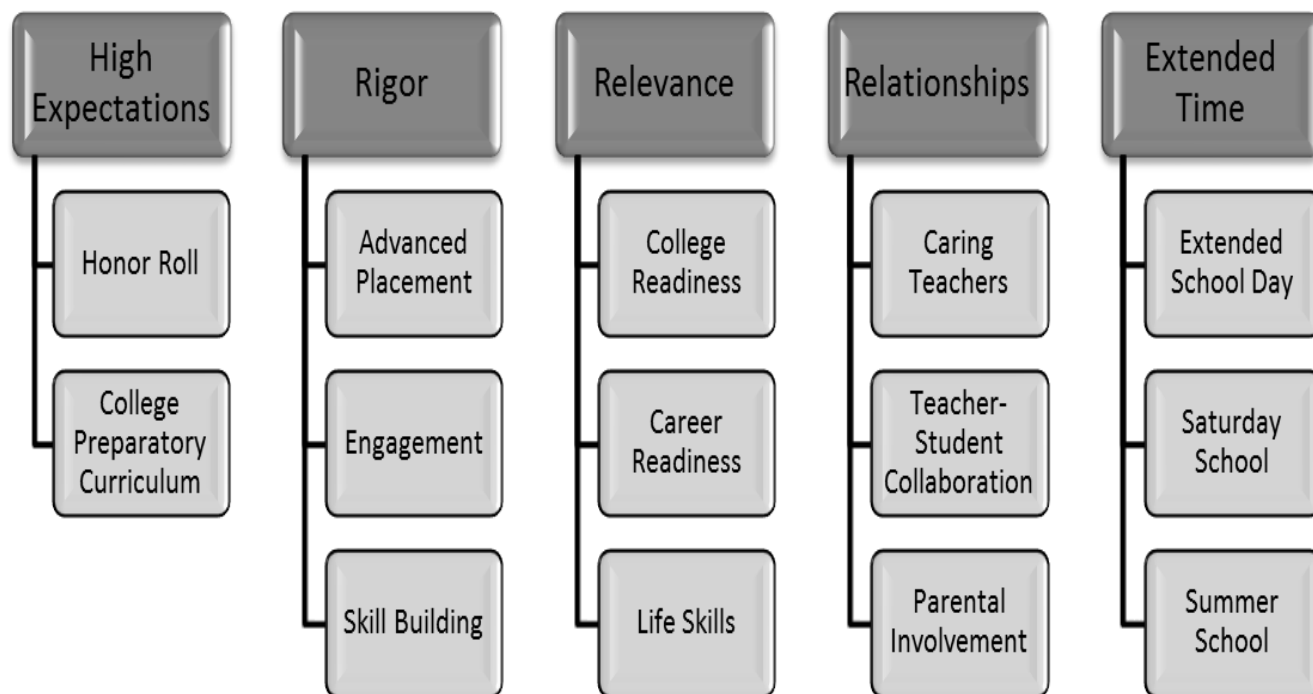 High
Expectations
Honor Roll
College
Preparatory
Curriculum
Rigor
Advanced
Placement
Engagement
Skill Building
Relevance
College
Readiness
Career
Readiness
Life Skills
Relationships
Caring
Teachers
Teacher-
Student
Collaboration
Parental
Involvement
Extended
Time
Extended
School Day
Saturday
School
Summer
School